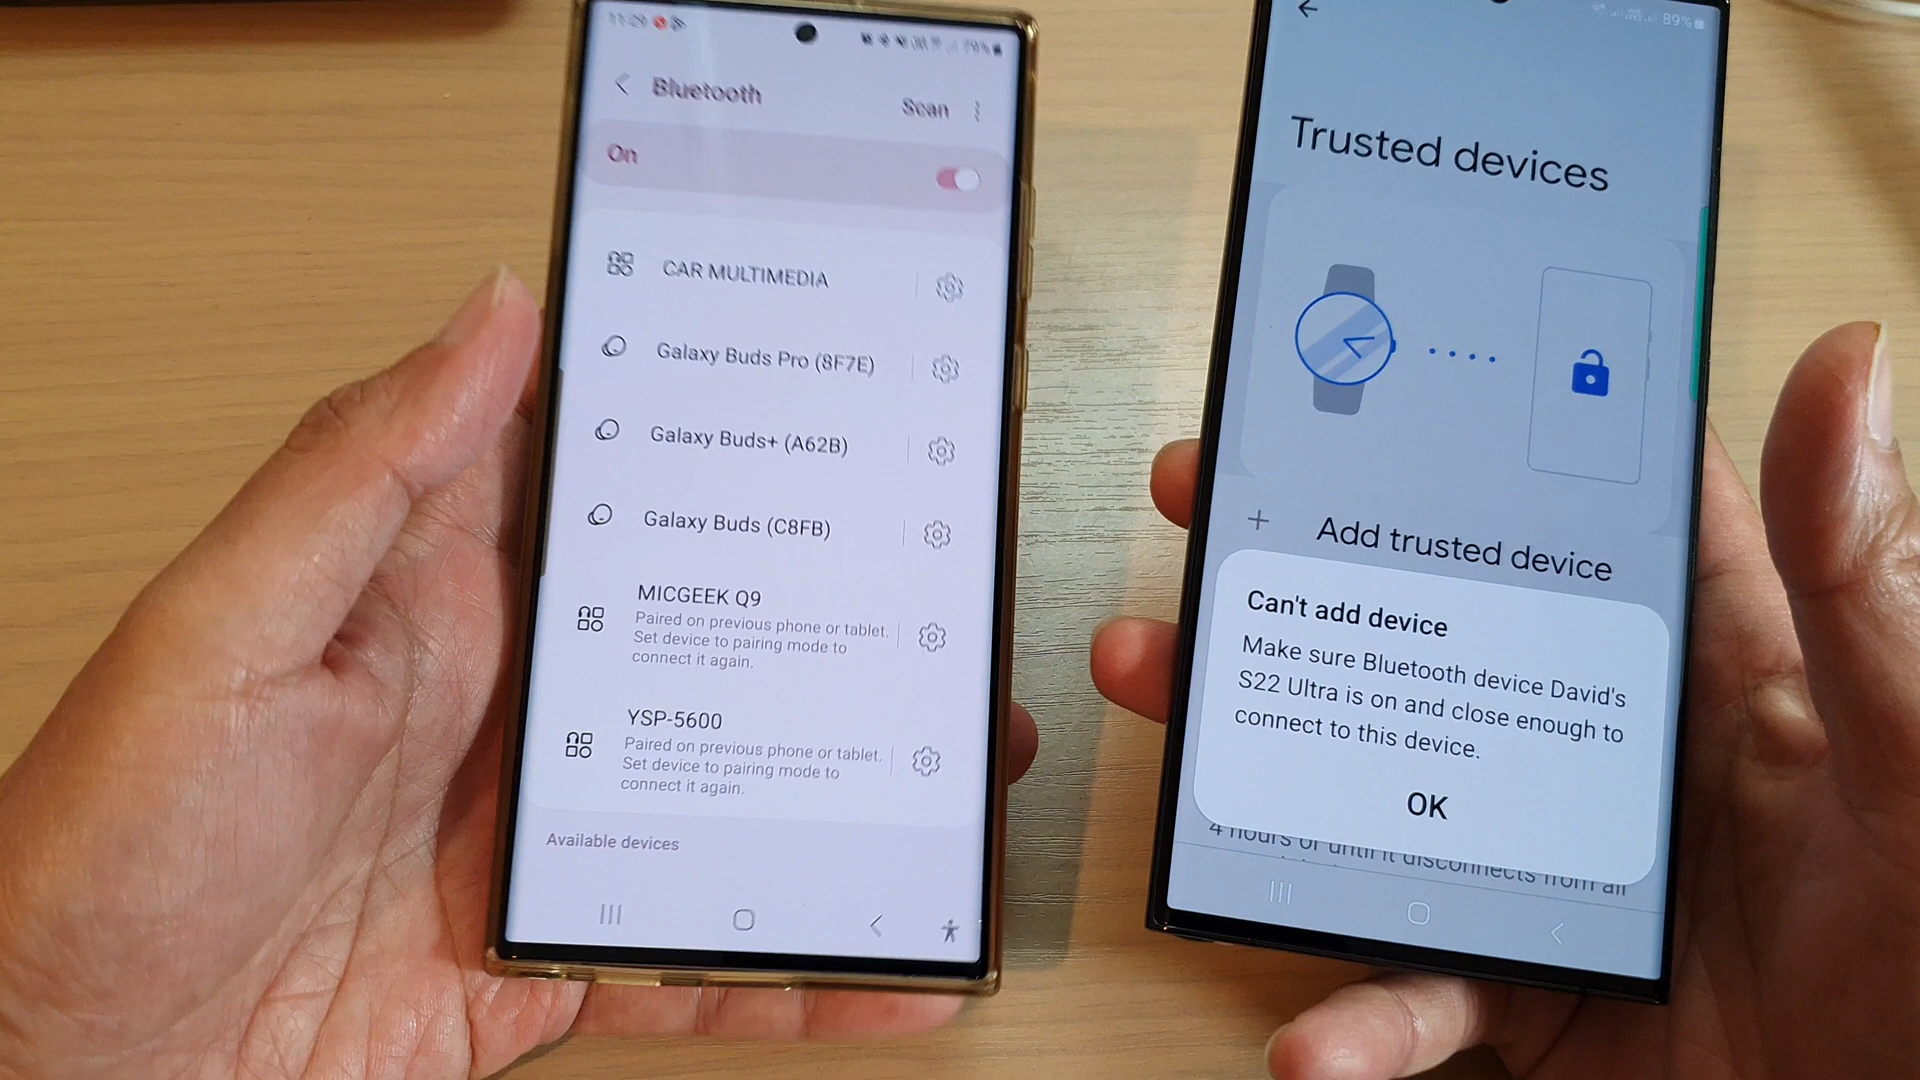 Bluetooth
Scan
On
CAR MULTIMEDIA
Galaxy Buds Pro (8F7E)
Galaxy Buds+ (A62B)
Galaxy Buds (C8FB)
MICGEEK Q9
Paired on previous phone or tablet.
Set device to pairing mode to
connect it again.
YSP-5600
Paired on previous phone or tablet.
Set device to pairing mode to
connect it again.
Available devices
89%
Trusted devices
+ Add trusted device
Can't add device
Make sure Bluetooth device David's
S22 Ultra is on and close enough to
connect to this device.
OK
4 hours or until it disconnects from all